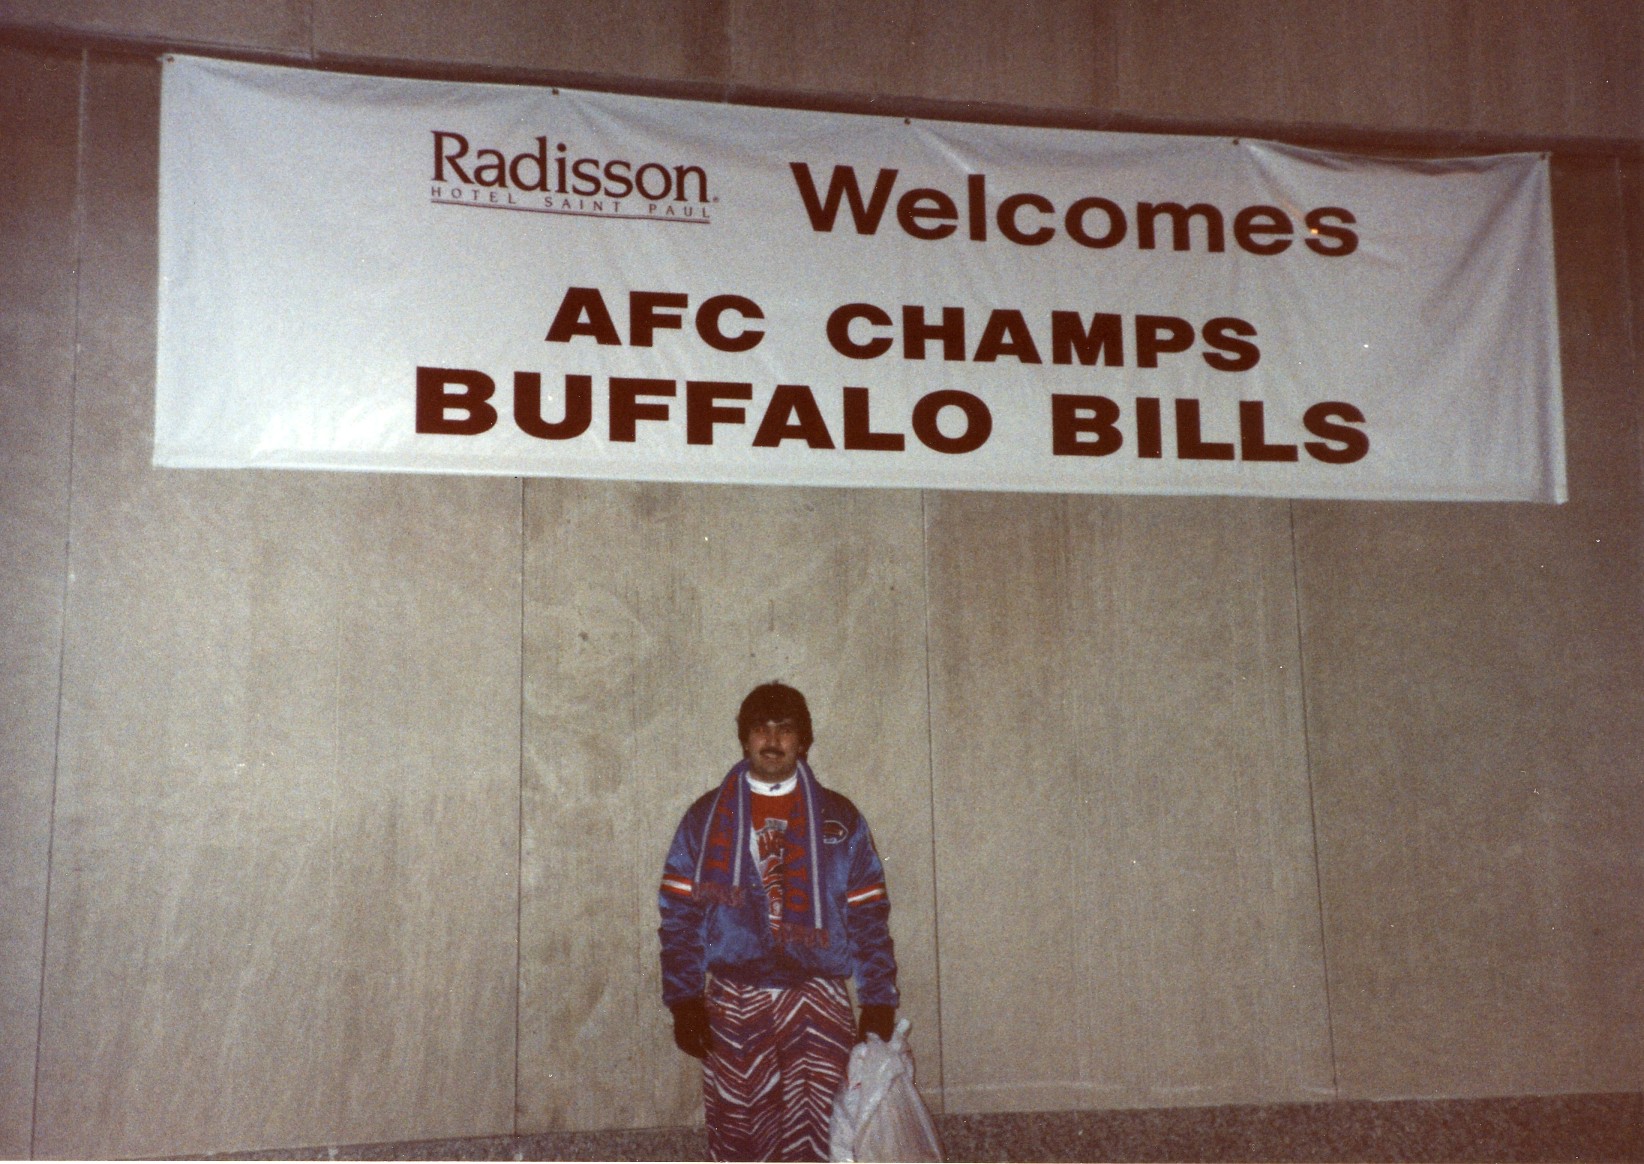 Radisson Welcomes
HOTEL SAINT PAUL
AFC CHAMPS
BUFFALO BILLS